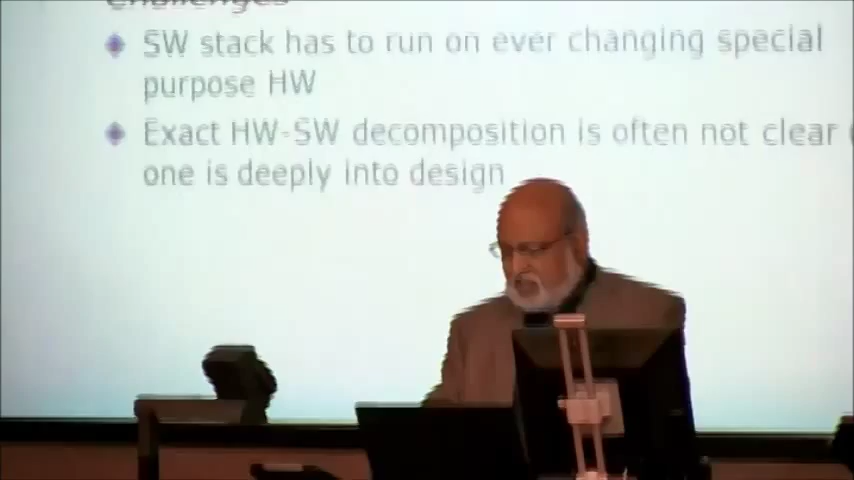 Challenges
SW stack has to run on ever changing special
purpose HW
Exact HW-SW decomposition is often not clear
one is deeply into design